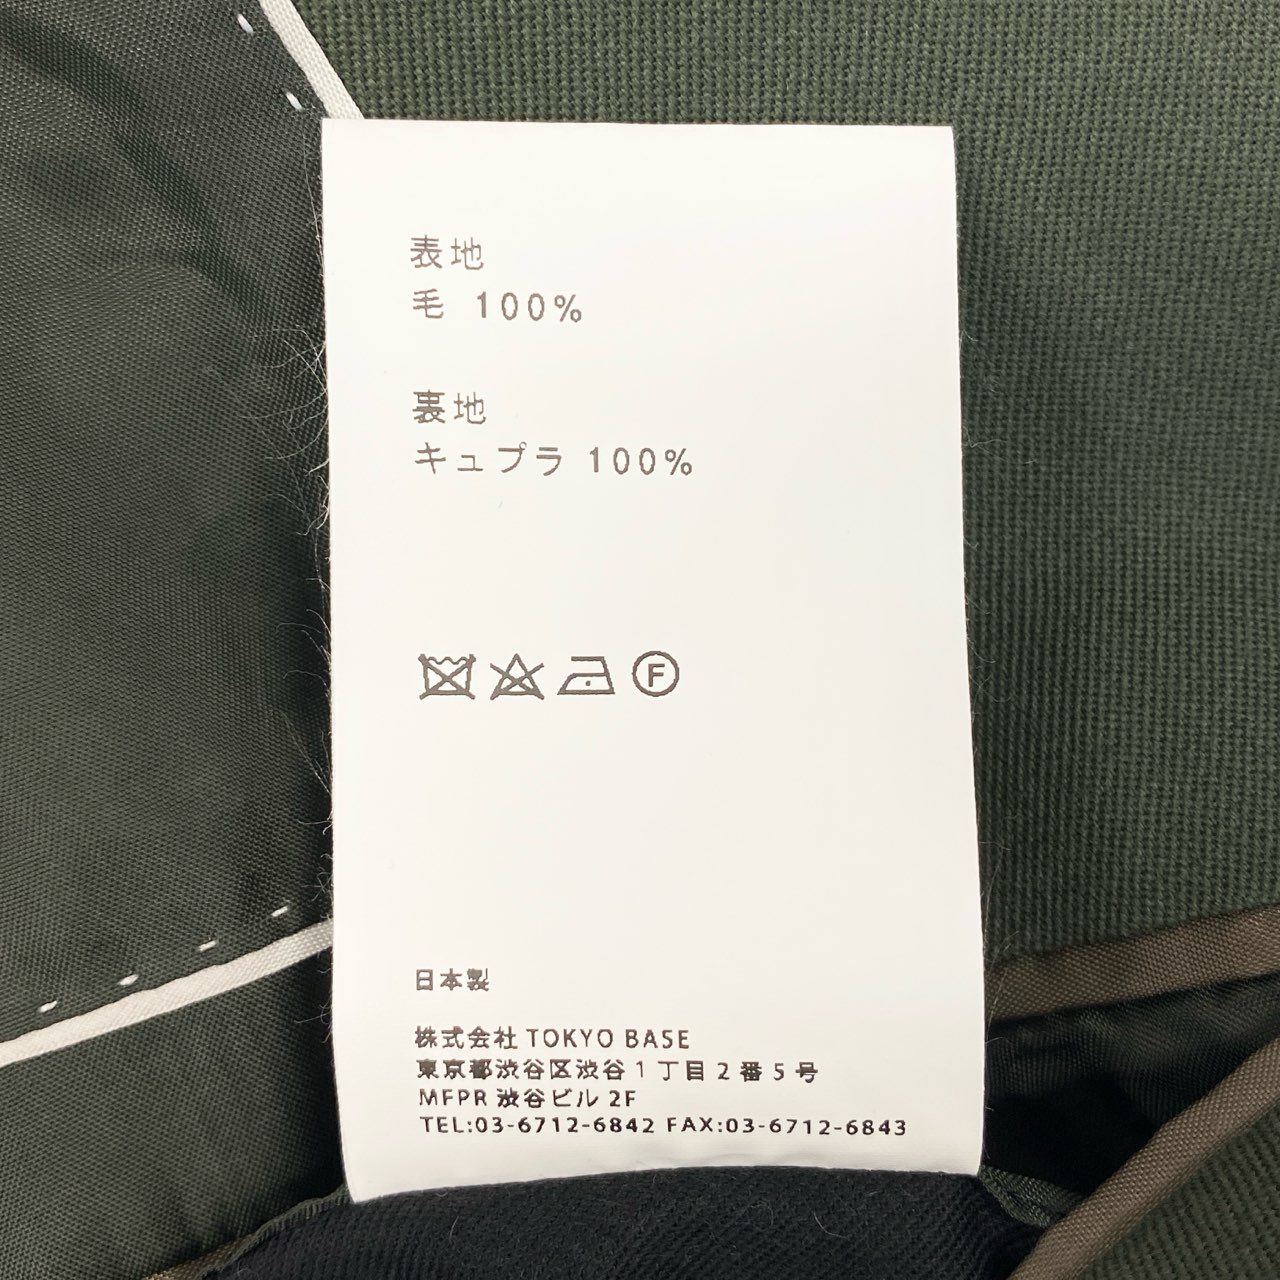 表地
毛 100%
裏地
キュプラ 100%
F
日本製
株式会社 TOKYO BASE
東京都渋谷区渋谷1丁目2番5号
MFPR 渋谷ビル 2F
TEL:03-6712-6842 FAX:03-6712-6843